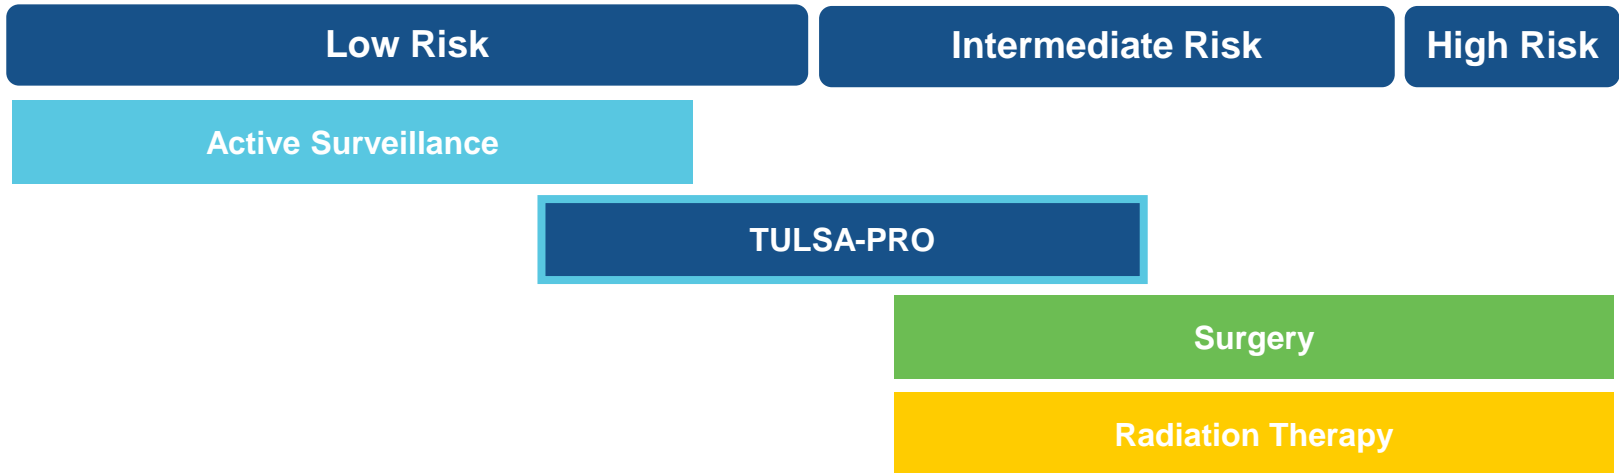 Low Risk
Intermediate Risk
High Risk
Active Surveillance
TULSA-PRO
Surgery
Radiation Therapy